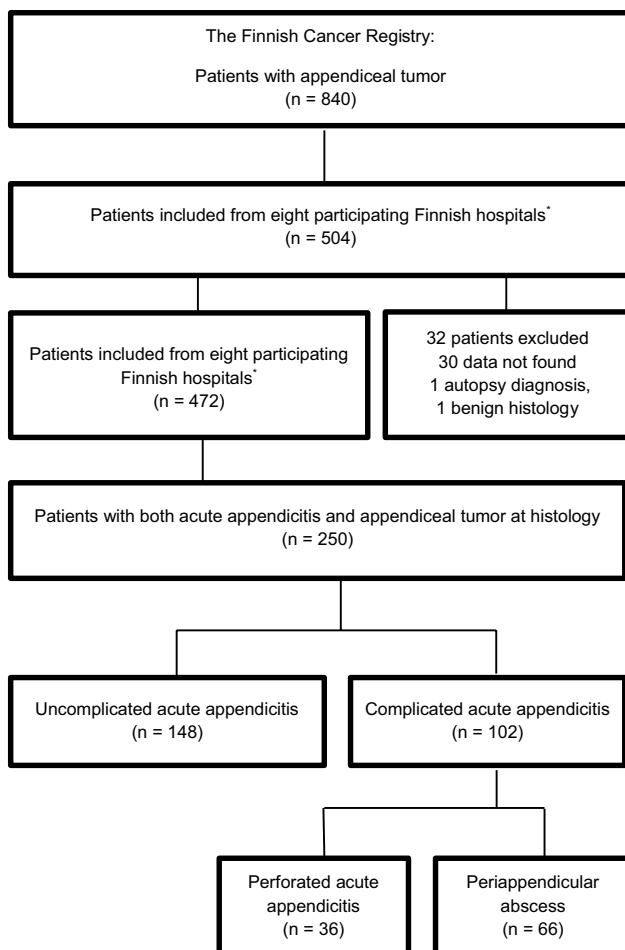 The Finnish Cancer Registry:
Patients with appendiceal tumor
(n = 840)
Patients included from eight participating Finnish hospitals*
(n = 504)
Patients included from eight participating
Finnish hospitals*
(n = 472)
32 patients excluded
30 data not found
1 autopsy diagnosis,
1 benign histology
Patients with both acute appendicitis and appendiceal tumor at histology
(n = 250)
Uncomplicated acute appendicitis
(n = 148)
Complicated acute appendicitis
(n = 102)
Perforated acute
appendicitis
(n = 36)
Periappendicular
abscess
(n = 66)